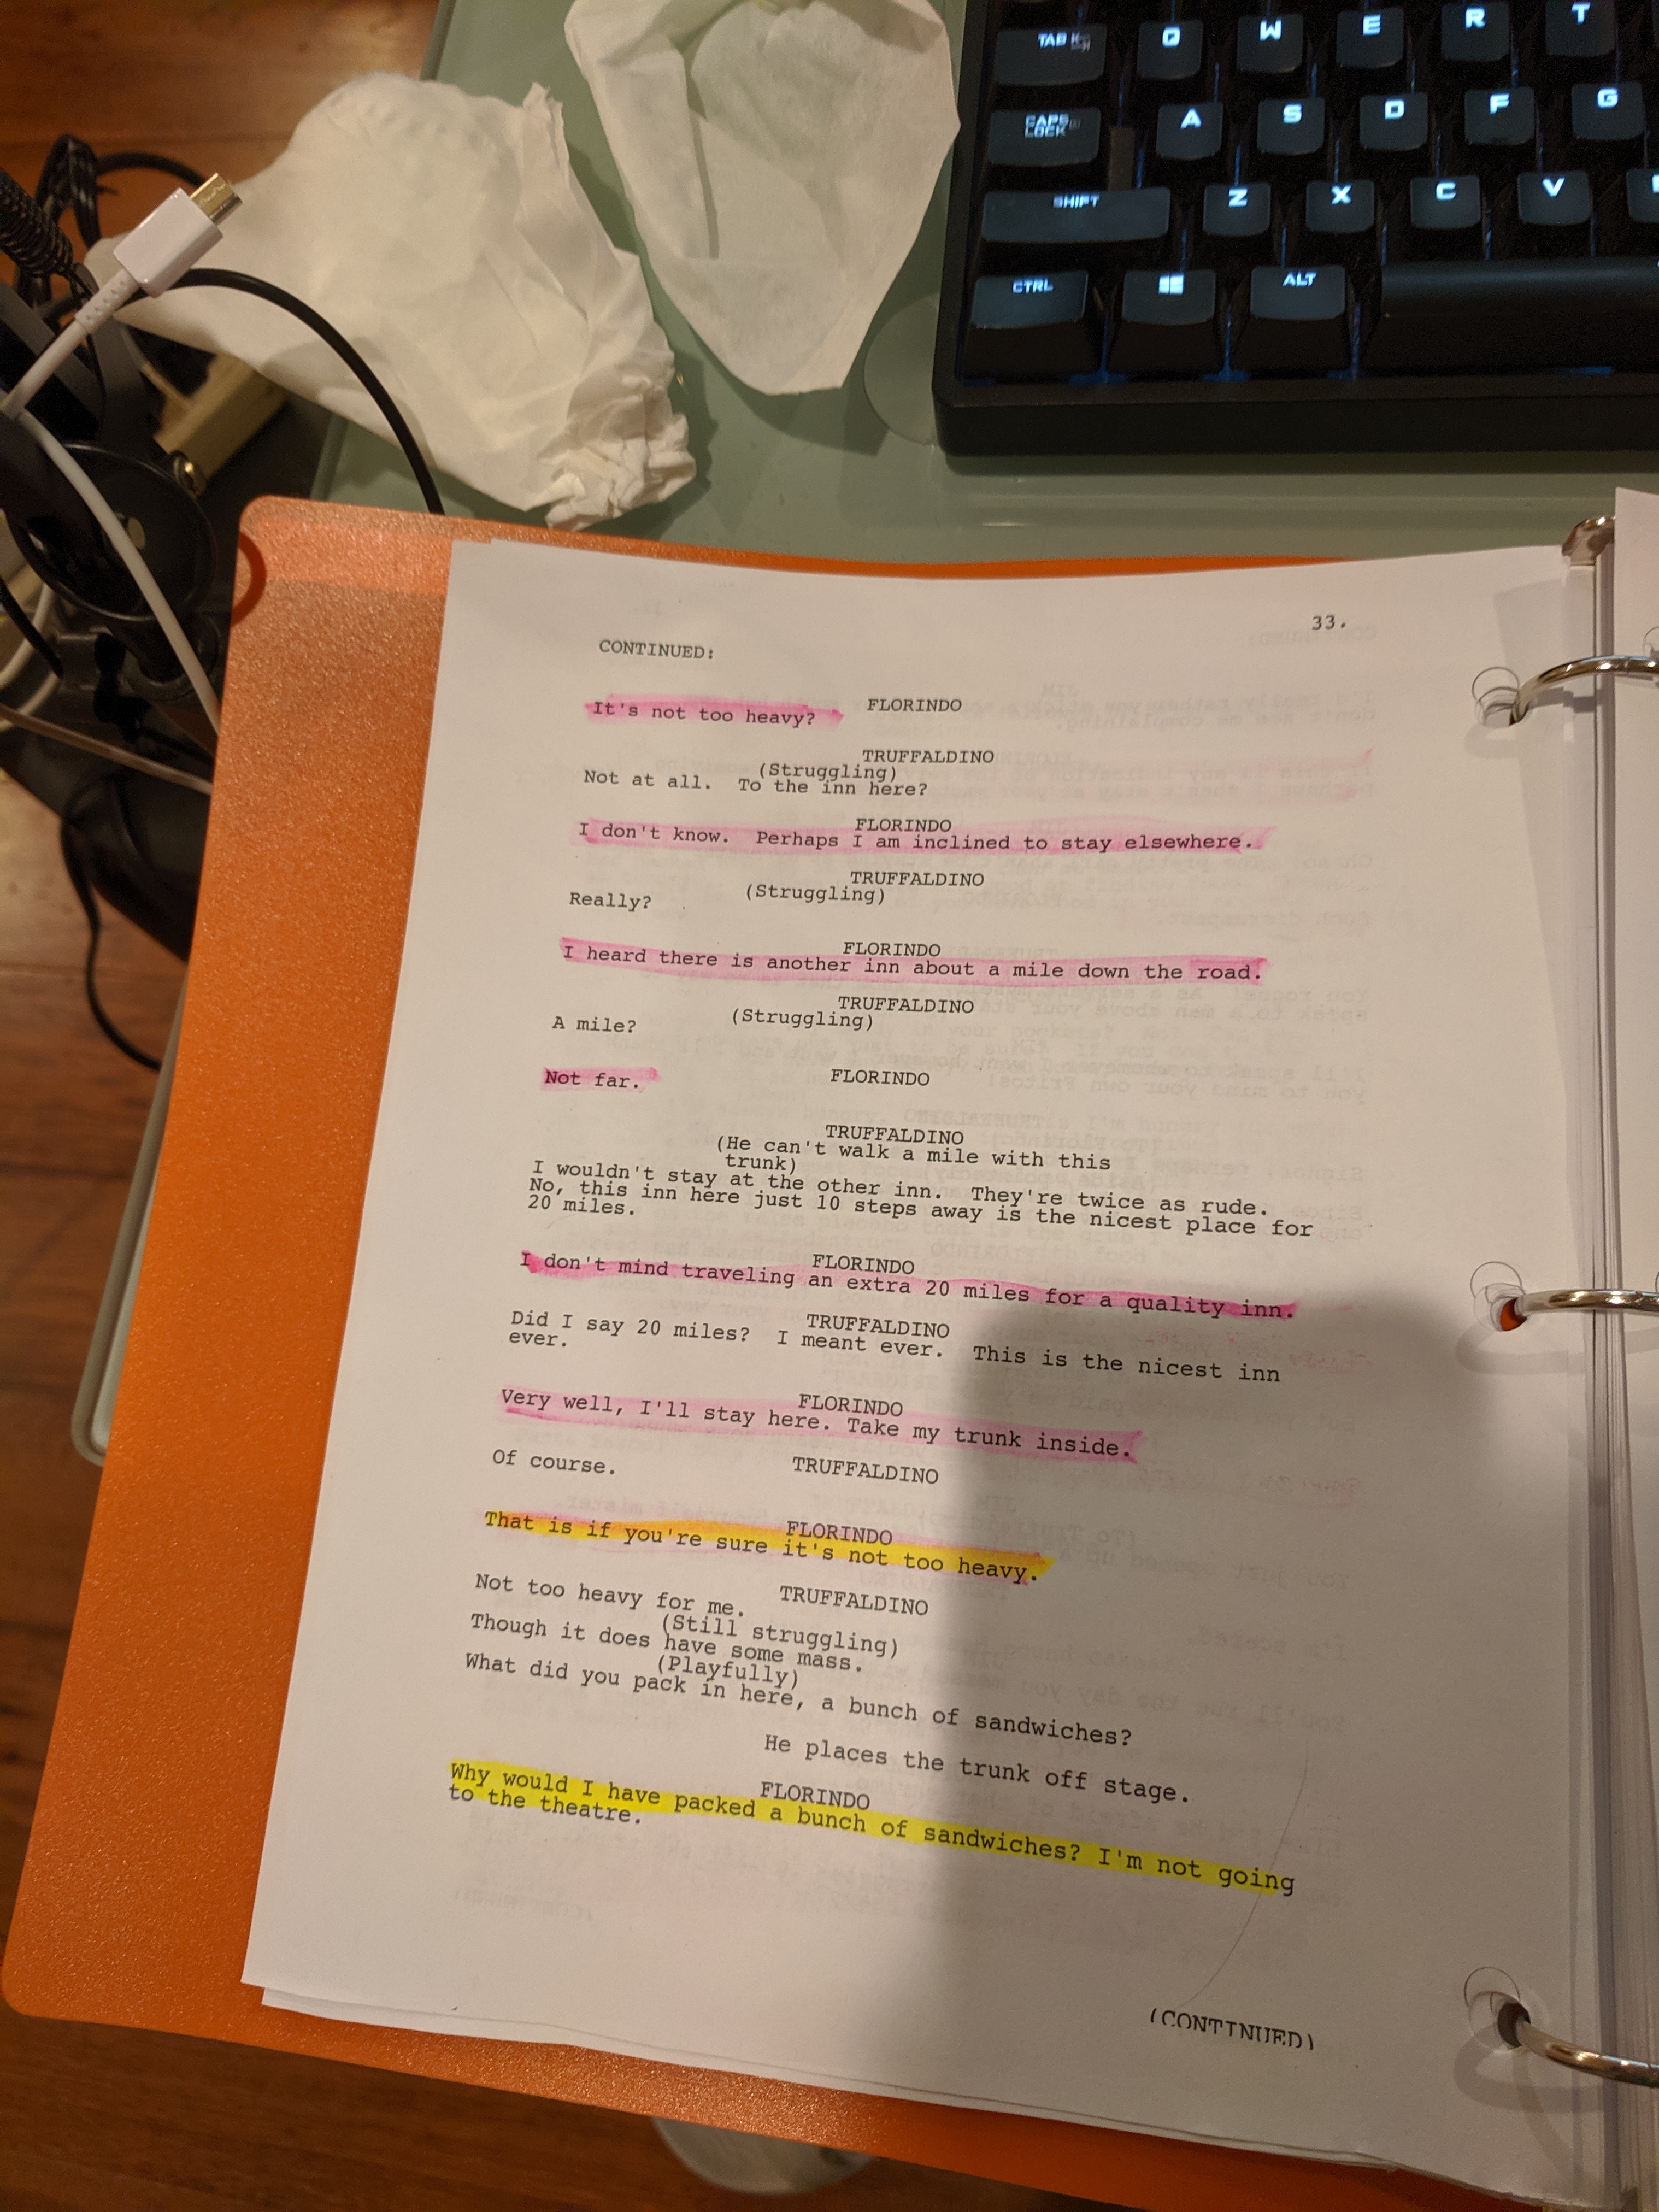 TAB
Q
W
E
R
T
CAPS
LOCK
A
S
D
F
G
SHIFT
Z
X
C
V
CTRL
ALT
33.
CONTINUED:
FLORINDO
It's not too heavy?
TRUFFALDINO
(Struggling)
Not at all. To the inn here?
FLORINDO
I don't know. Perhaps I am inclined to stay elsewhere.
TRUFFALDINO
(Struggling)
Really?
FLORINDO
I heard there is another inn about a mile down the road.
TRUFFALDINO
(Struggling)
A mile?
FLORINDO
Not far.
TRUFFALDINO
(He can't walk a mile with this
trunk)
I wouldn't stay at the other inn. They're twice as rude.
No, this inn here just 10 steps away is the nicest place for
20 miles.
FLORINDO
I don't mind traveling an extra 20 miles for a quality inn.
TRUFFALDINO
Did I say 20 miles? I meant ever. This is the nicest inn
ever.
FLORINDO
Very well, I'll stay here. Take my trunk inside.
TRUFFALDINO
Of course.
FLORINDO
That is if you're sure it's not too heavy.
TRUFFALDINO
Not too heavy for me.
(Still struggling)
Though it does have some mass.
(Playfully)
What did you pack in here, a bunch of sandwiches?
He places the trunk off stage.
FLORINDO
Why would I have packed a bunch of sandwiches? I'm not going
to the theatre.
(CONTINUED)